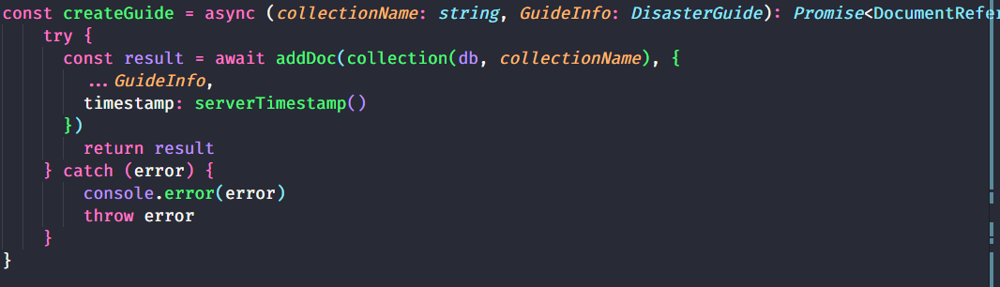 const createGuide = async (collectionName: string, GuideInfo: DisasterGuide): Promise<DocumentRefer
try {
const result = await addDoc(collection(db, collectionName), {
...GuideInfo,
timestamp: serverTimestamp()
})
return result
} catch (error) {
console.error(error)
throw error
}
}